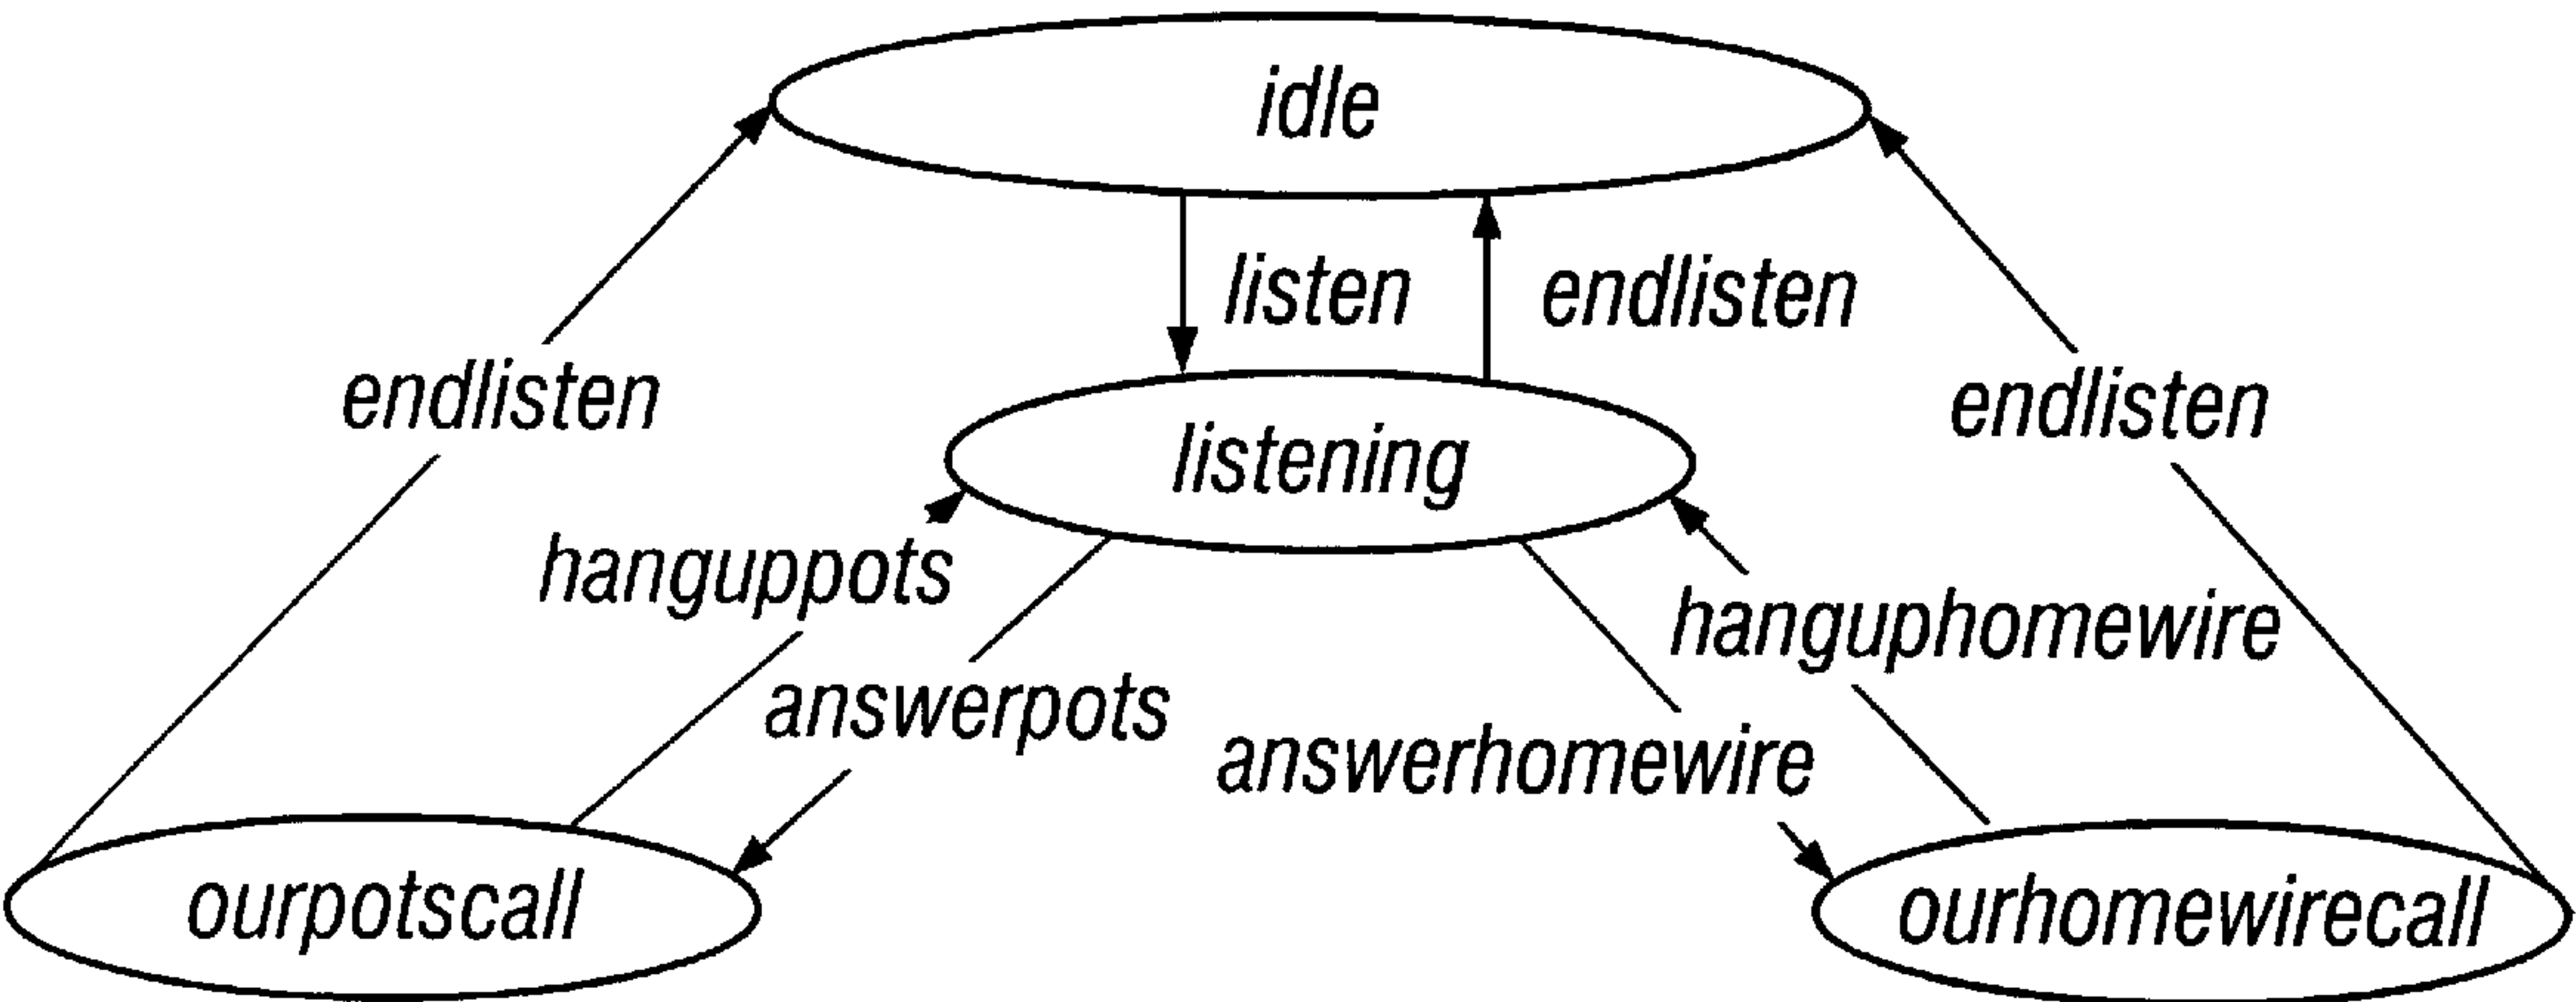 idle
listen
endlisten
endlisten
endlisten
listening
hanguppots
hanguphomewire
answerpots
answerhomewire
ourpotscall
ourhomewirecall